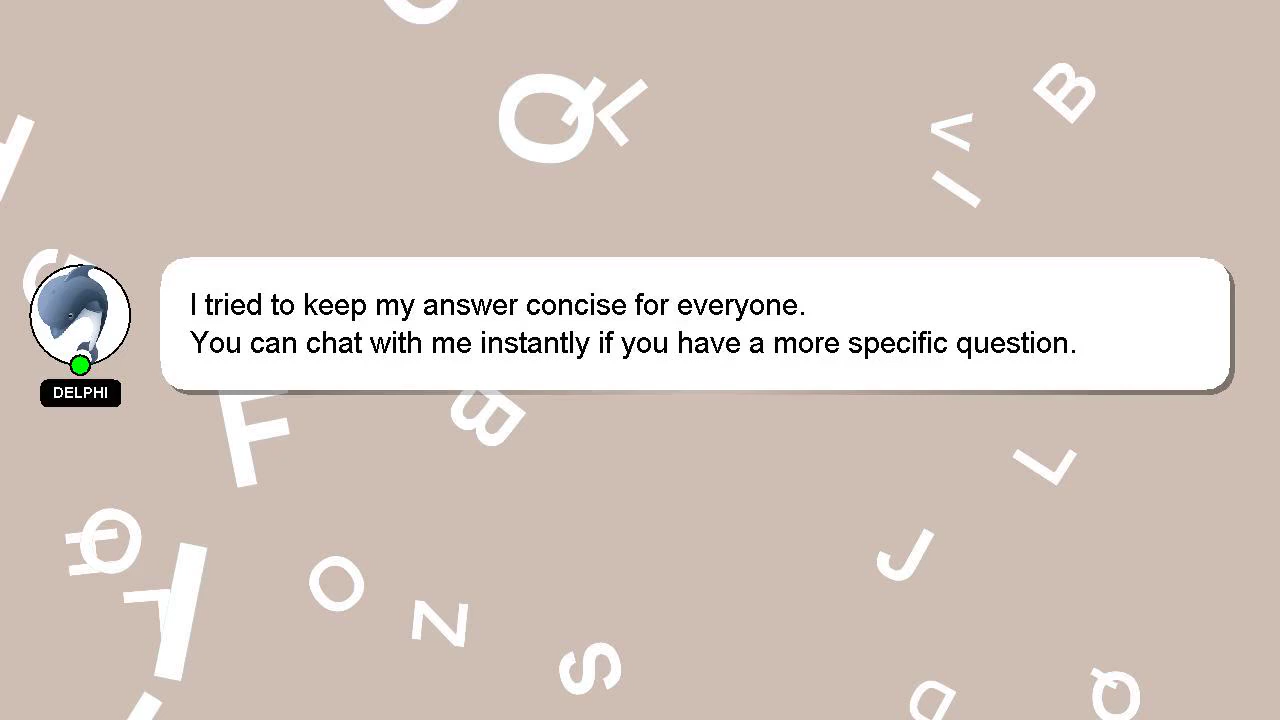 I tried to keep my answer concise for everyone.
You can chat with me instantly if you have a more specific question.
DELPHI
Q
L
V
B
I
G
F
B
L
Q
J
O
Z
S
D
Q